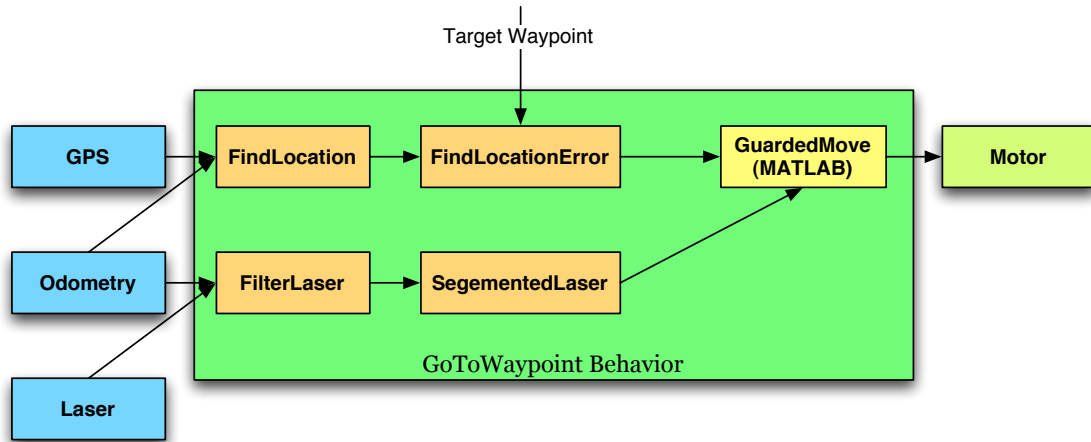 Target Waypoint
GPS
FindLocation
FindLocationError
GuardedMove
(MATLAB)
Motor
Odometry
FilterLaser
SegementedLaser
GoToWaypoint Behavior
Laser